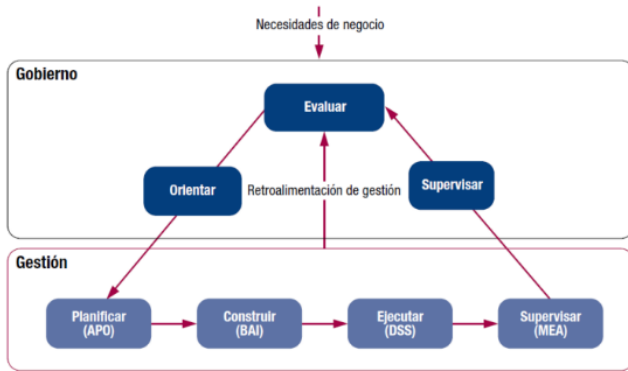 Necesidades de negocio
Gobierno
Evaluar
Orientar
Retroalimentación de gestión
Supervisar
Gestión
Planificar
(APO)
Construir
(BAI)
Ejecutar
(DSS)
Supervisar
(MEA)